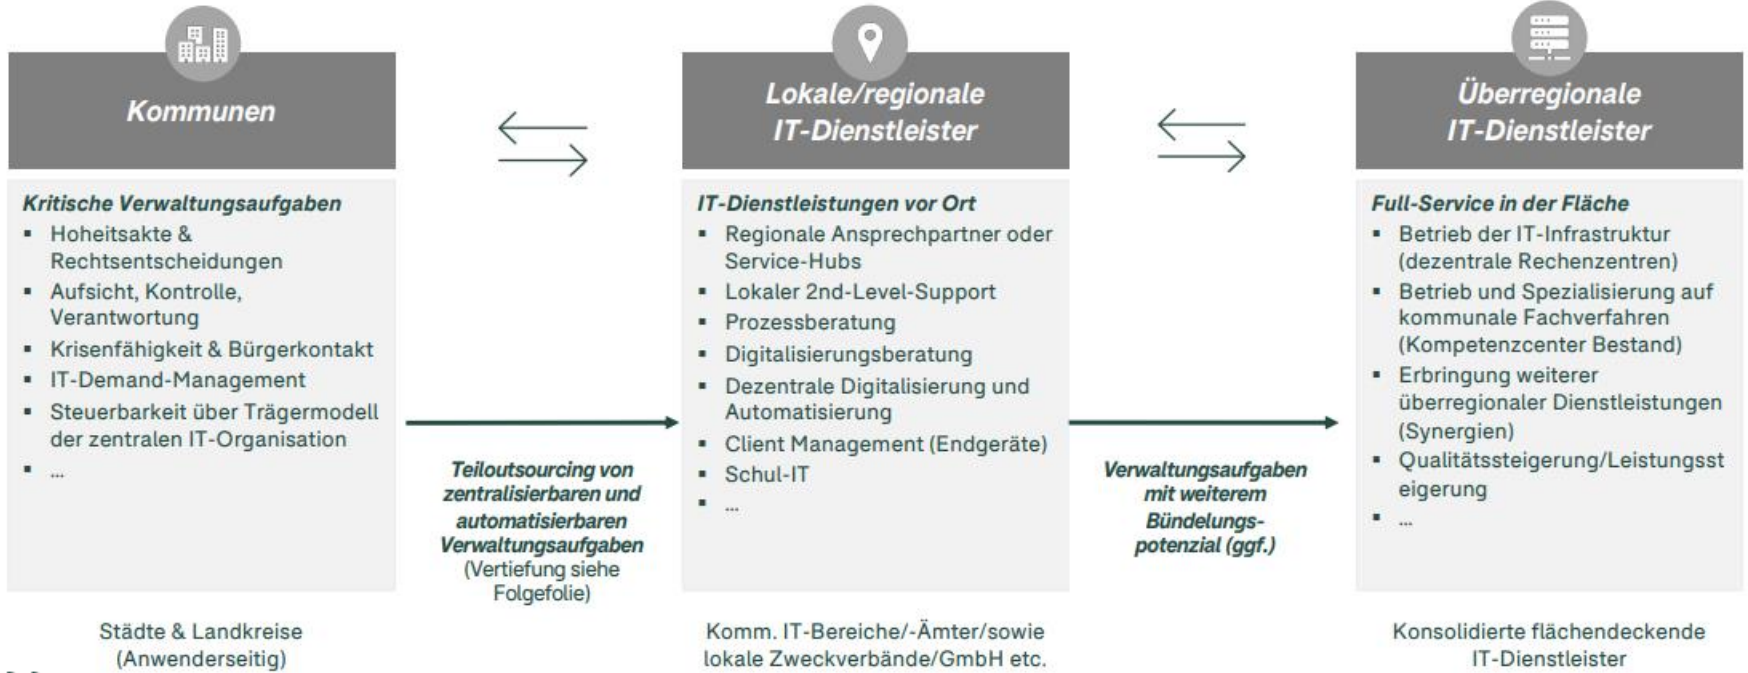 Kommunen
Kritische Verwaltungsaufgaben
▪ Hoheitsakte &
Rechtsentscheidungen
▪ Aufsicht, Kontrolle,
Verantwortung
▪ Krisenfähigkeit & Bürgerkontakt
▪ IT-Demand-Management
▪ Steuerbarkeit über Trägermodell
der zentralen IT-Organisation
▪ ...
Städte & Landkreise
(Anwenderseitig)
Teiloutsourcing von
zentralisierbaren und
automatisierbaren
Verwaltungsaufgaben
(Vertiefung siehe
Folgefolie)
Lokale/regionale
IT-Dienstleister
IT-Dienstleistungen vor Ort
▪ Regionale Ansprechpartner oder
Service-Hubs
▪ Lokaler 2nd-Level-Support
▪ Prozessberatung
▪ Digitalisierungsberatung
▪ Dezentrale Digitalisierung und
Automatisierung
▪ Client Management (Endgeräte)
▪ Schul-IT
▪ ...
Komm. IT-Bereiche/-Ämter/sowie
lokale Zweckverbände/GmbH etc.
Verwaltungsaufgaben
mit weiterem
Bündelungs-
potenzial (ggf.)
Überregionale
IT-Dienstleister
Full-Service in der Fläche
▪ Betrieb der IT-Infrastruktur
(dezentrale Rechenzentren)
▪ Betrieb und Spezialisierung auf
kommunale Fachverfahren
(Kompetenzcenter Bestand)
▪ Erbringung weiterer
überregionaler Dienstleistungen
(Synergien)
▪ Qualitätssteigerung/Leistungsst
eigerung
▪ ...
Konsolidierte flächendeckende
IT-Dienstleister